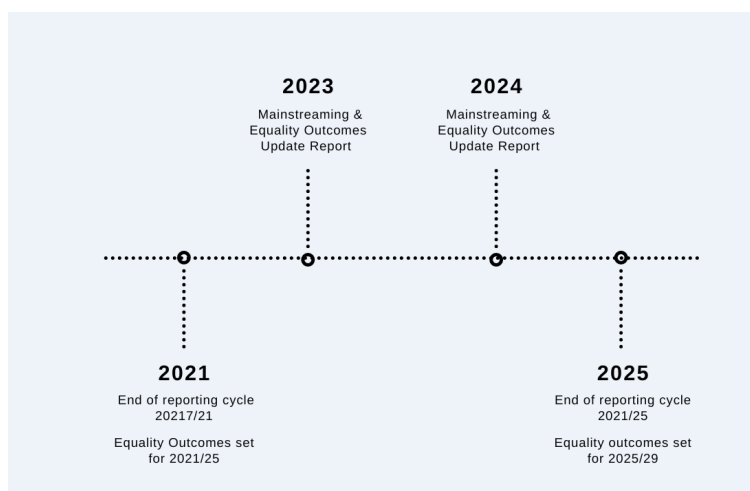 2023
Mainstreaming &
Equality Outcomes
Update Report
2024
Mainstreaming &
Equality Outcomes
Update Report
2021
End of reporting cycle
20217/21
Equality Outcomes set
for 2021/25
2025
End of reporting cycle
2021/25
Equality outcomes set
for 2025/29